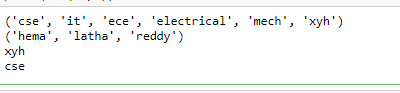 ('cse', 'it', 'ece', 'electrical', 'mech', 'xyh')
('hema', 'latha', 'reddy')
xyh
cse